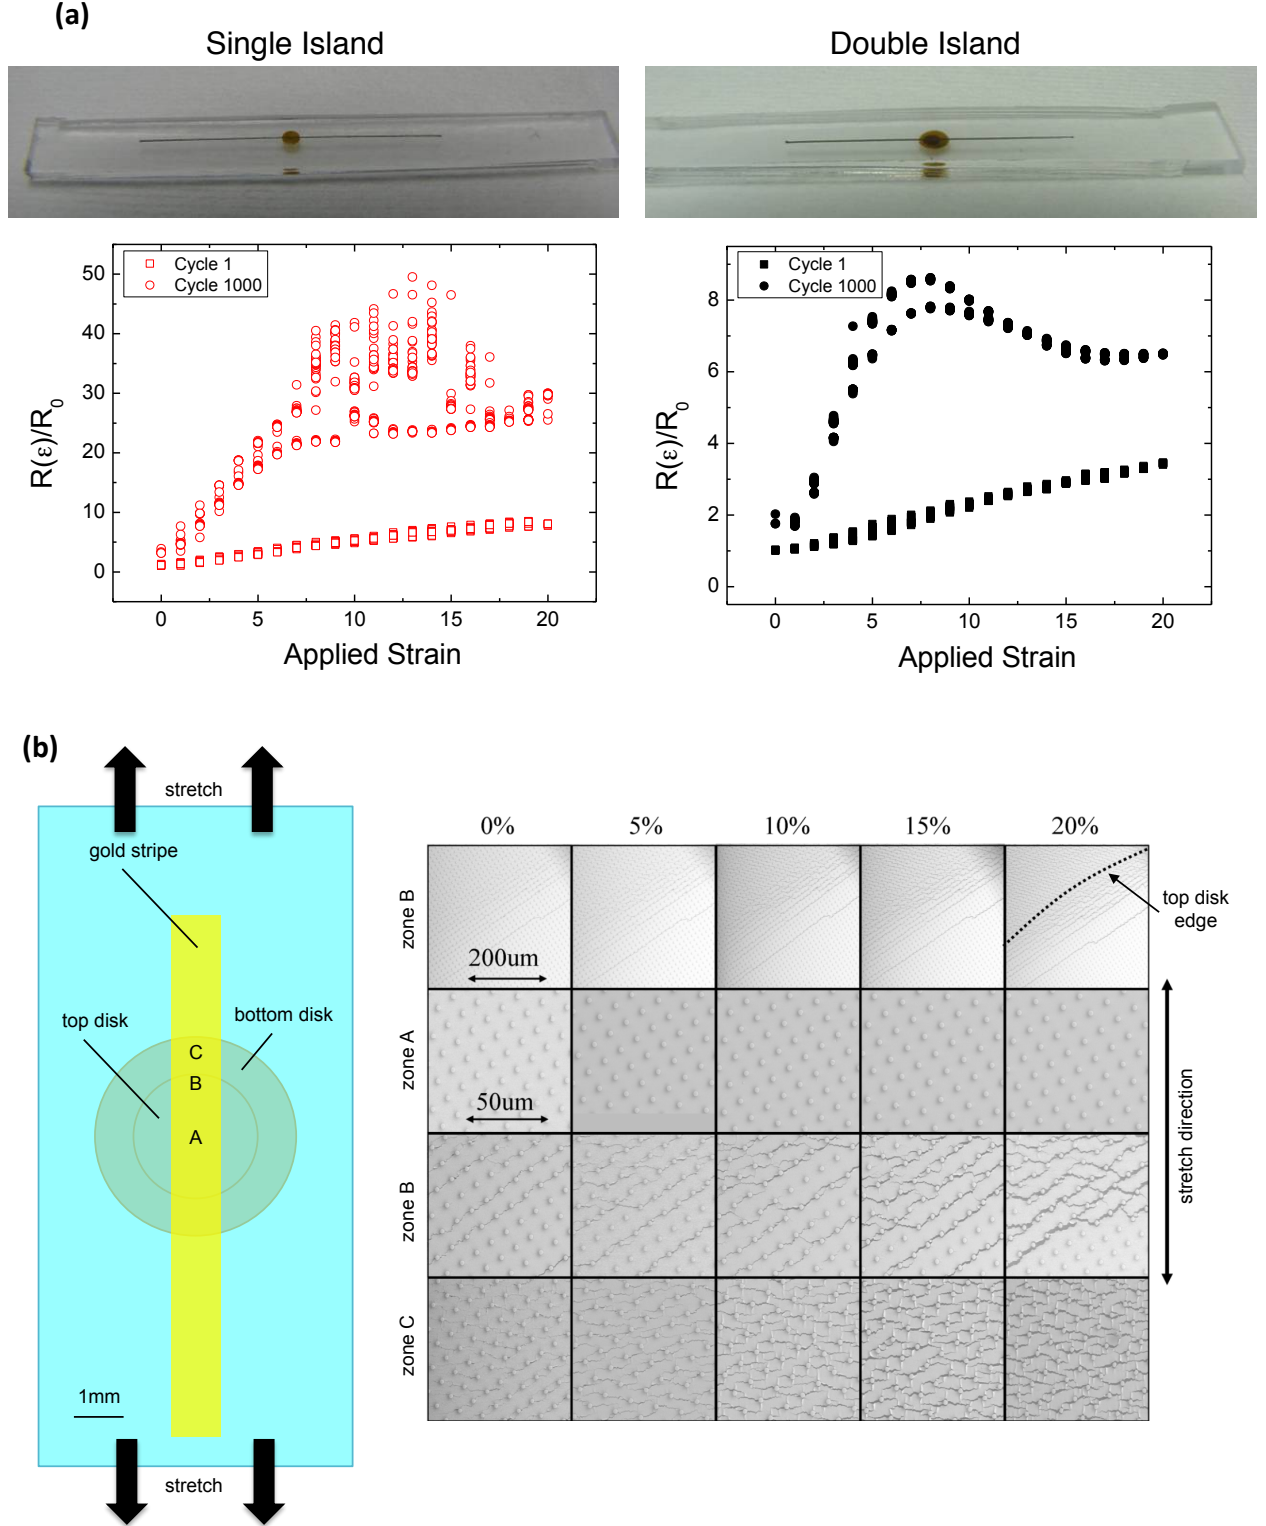 (a)
Single Island
Double Island
Cycle 1
Cycle 1000
R(ε)/R0
50
40
30
20
10
0
0 5 10 15 20
Applied Strain
Cycle 1
Cycle 1000
R(ε)/R0
8
6
4
2
0
0 5 10 15 20
Applied Strain
(b)
stretch
gold stripe
top disk
bottom disk
C
B
A
1mm
stretch
0% 5% 10% 15% 20%
zone B
200um
top disk
edge
zone A
50um
zone B
zone C
stretch direction